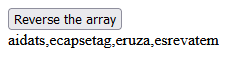 Reverse the array
aidats,ecapsetag,eruza,esrevatem